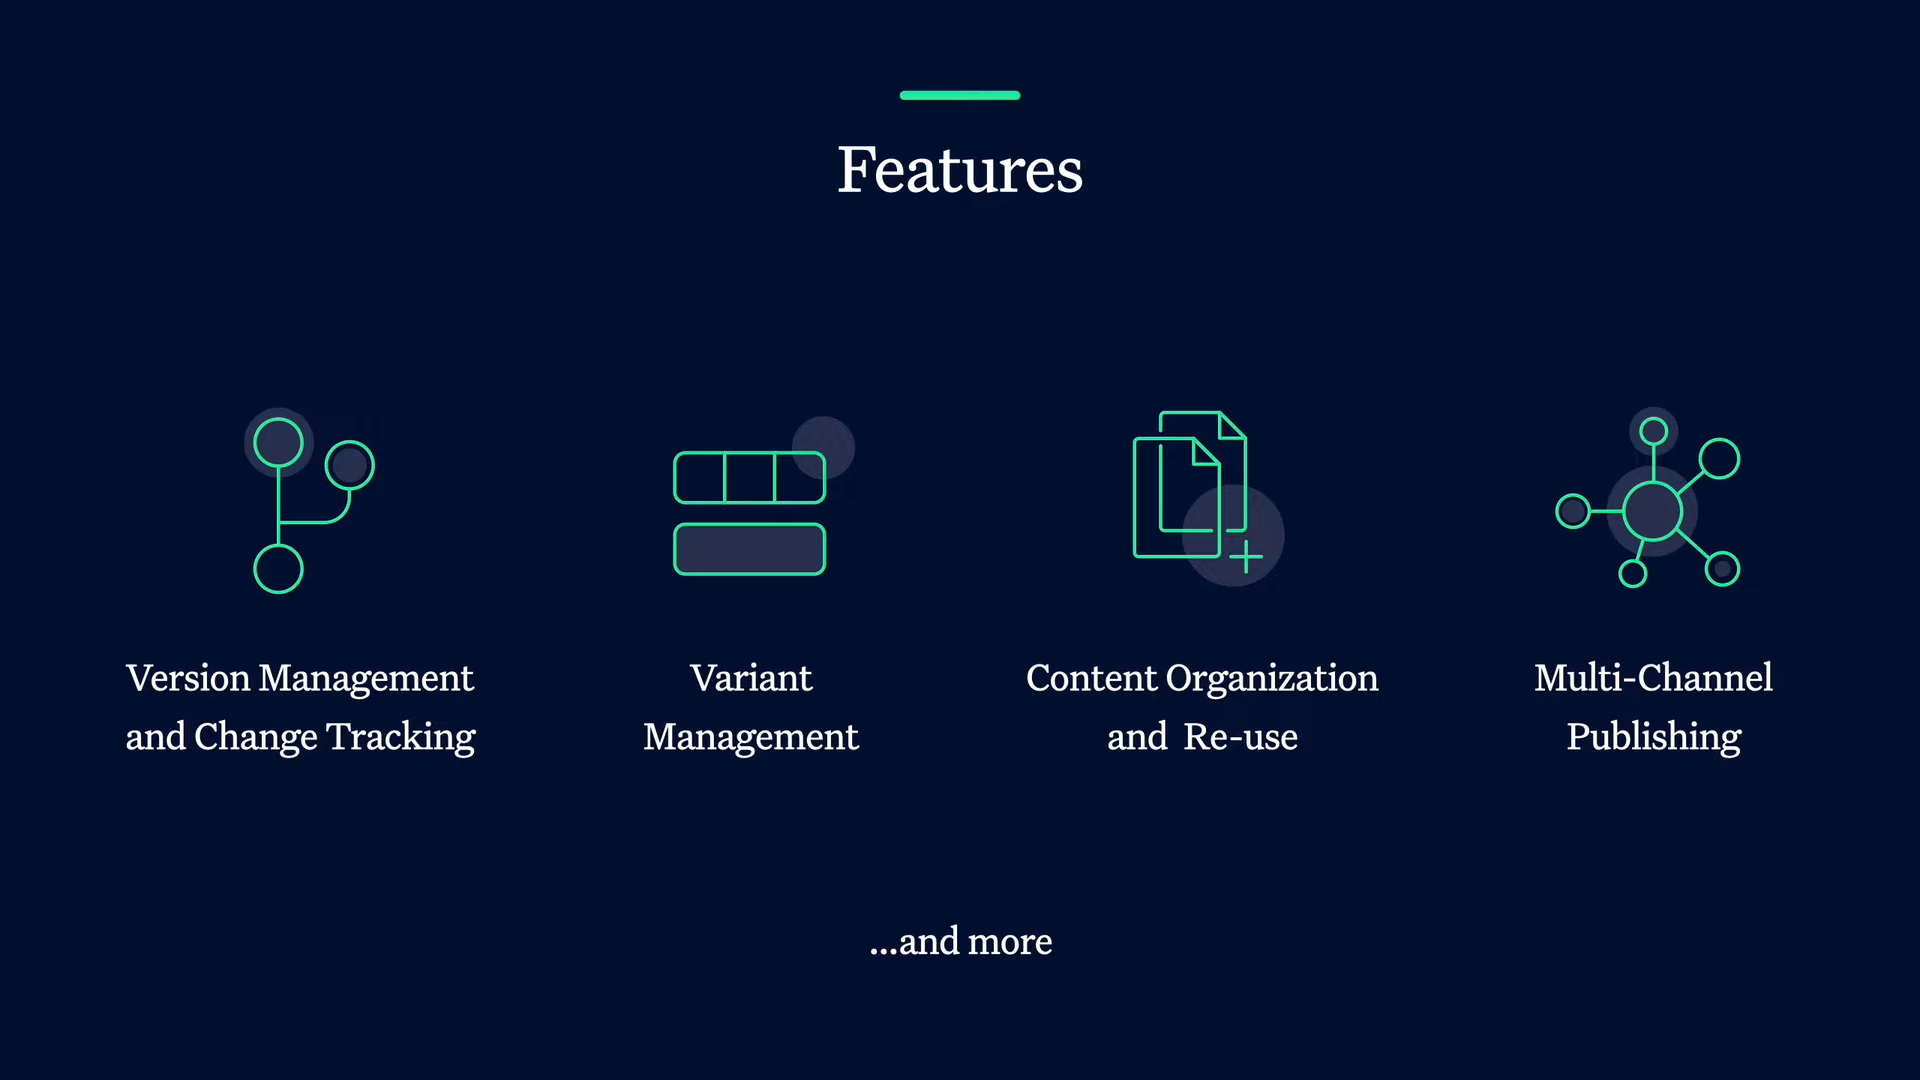 Features
Version Management
and Change Tracking
Variant
Management
Content Organization
and Re-use
Multi-Channel
Publishing
...and more